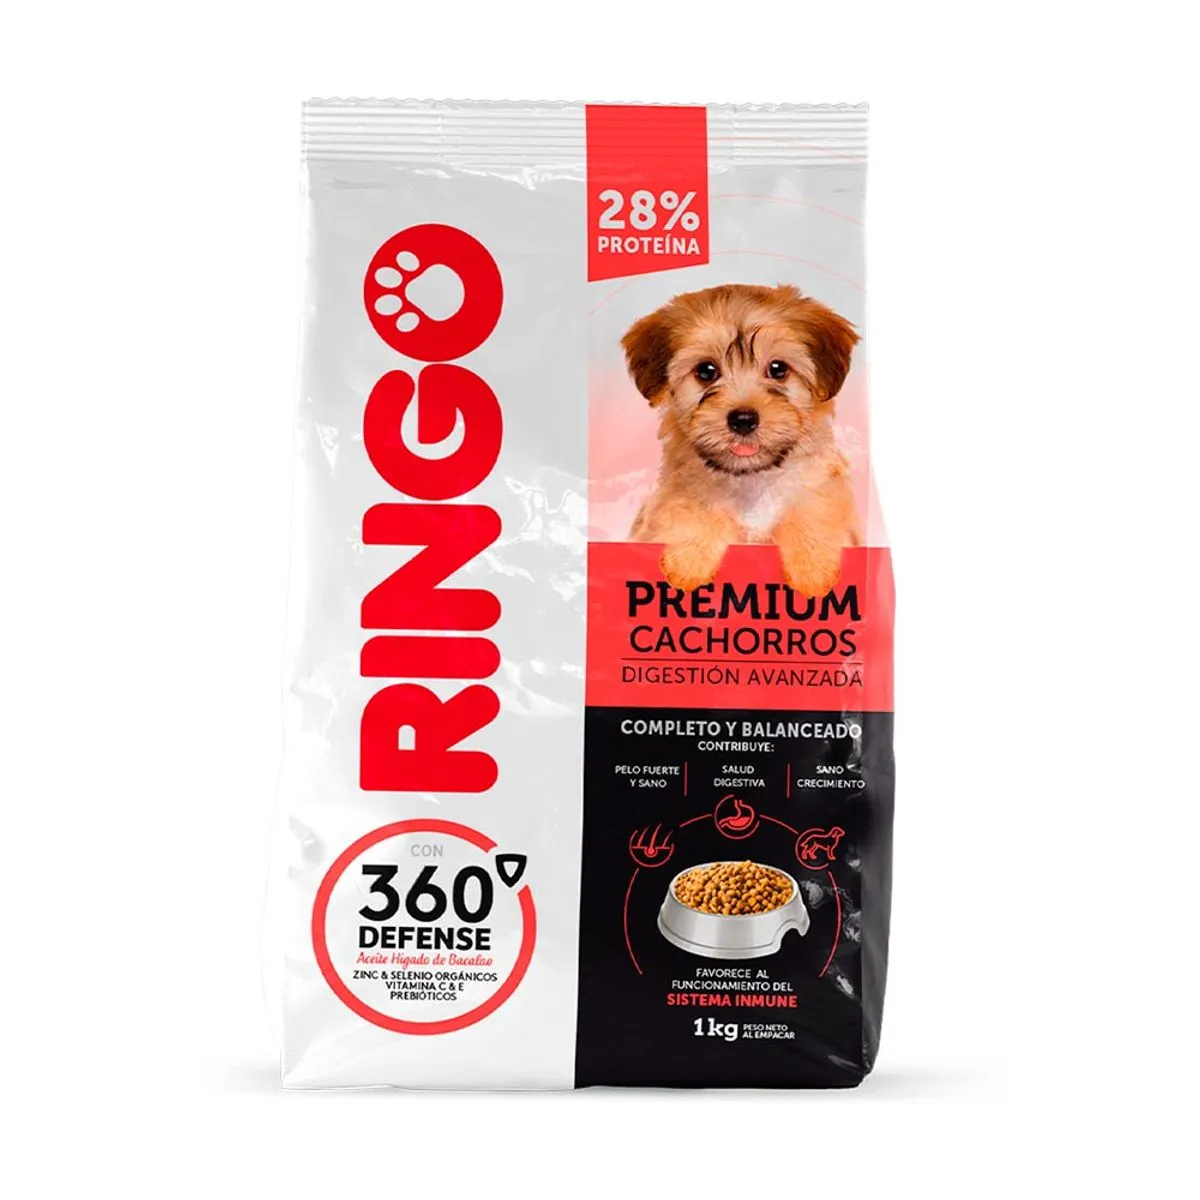 28%
PROTEÍNA
RINGO
PREMIUM
CACHORROS
DIGESTIÓN AVANZADA
COMPLETO Y BALANCEADO
CONTRIBUYE:
PELO FUERTE
Y SANO
SALUD
DIGESTIVA
SANO
CRECIMIENTO
CON
360
DEFENSE
Aceite Hígado de Bacalao
ZINC & SELENIO ORGÁNICOS
VITAMINA C & E
PREBIÓTICOS
FAVORECE AL
FUNCIONAMIENTO DEL
SISTEMA INMUNE
1kg PESO NETO
AL EMPACAR